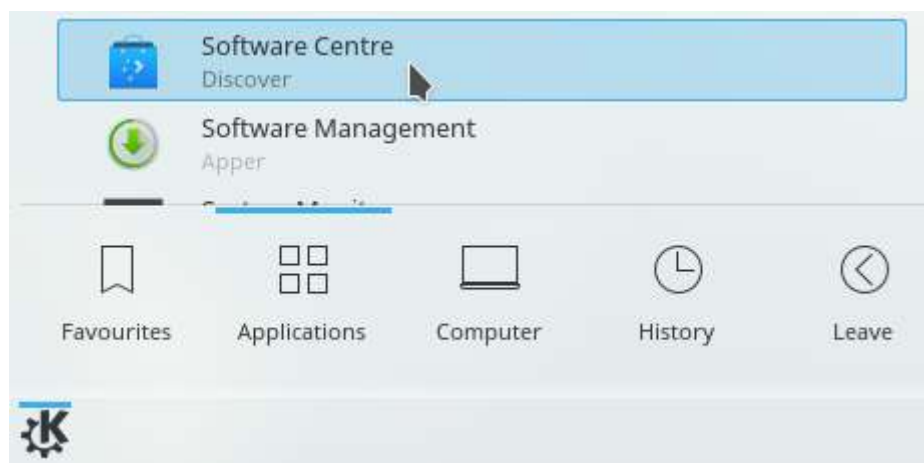 Software Centre
Discover
Software Management
Apper
Favourites
Applications
Computer
History
Leave